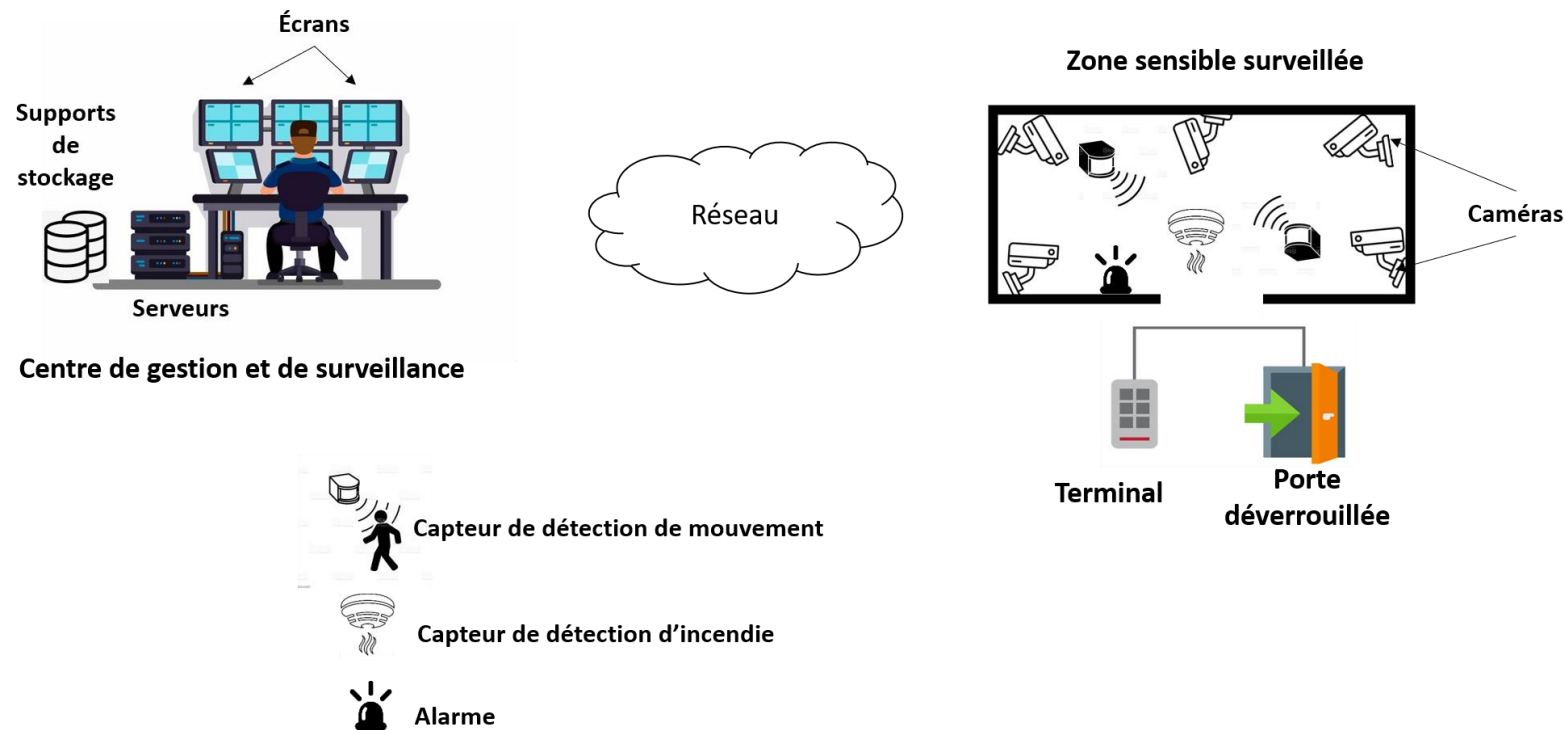 Écrans
Zone sensible surveillée
Supports
de
stockage
Réseau
Caméras
Serveurs
Centre de gestion et de surveillance
Terminal
Porte
déverrouillée
Capteur de détection de mouvement
Capteur de détection d’incendie
Alarme